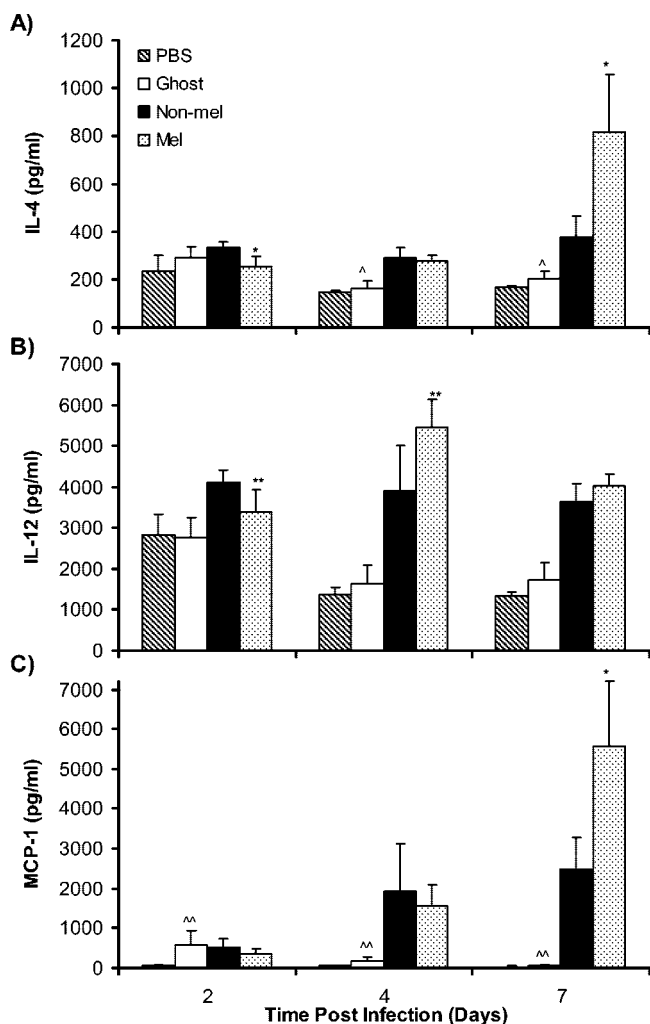 A)
IL-4 (pg/ml)
1200
1000
800
600
400
200
0
PBS
Ghost
Non-mel
Mel
*
^
^
*
B)
IL-12 (pg/ml)
7000
6000
5000
4000
3000
2000
1000
0
**
**
C)
MCP-1 (pg/ml)
7000
6000
5000
4000
3000
2000
1000
0
^^
^^
^^
*
2 4 7
Time Post Infection (Days)